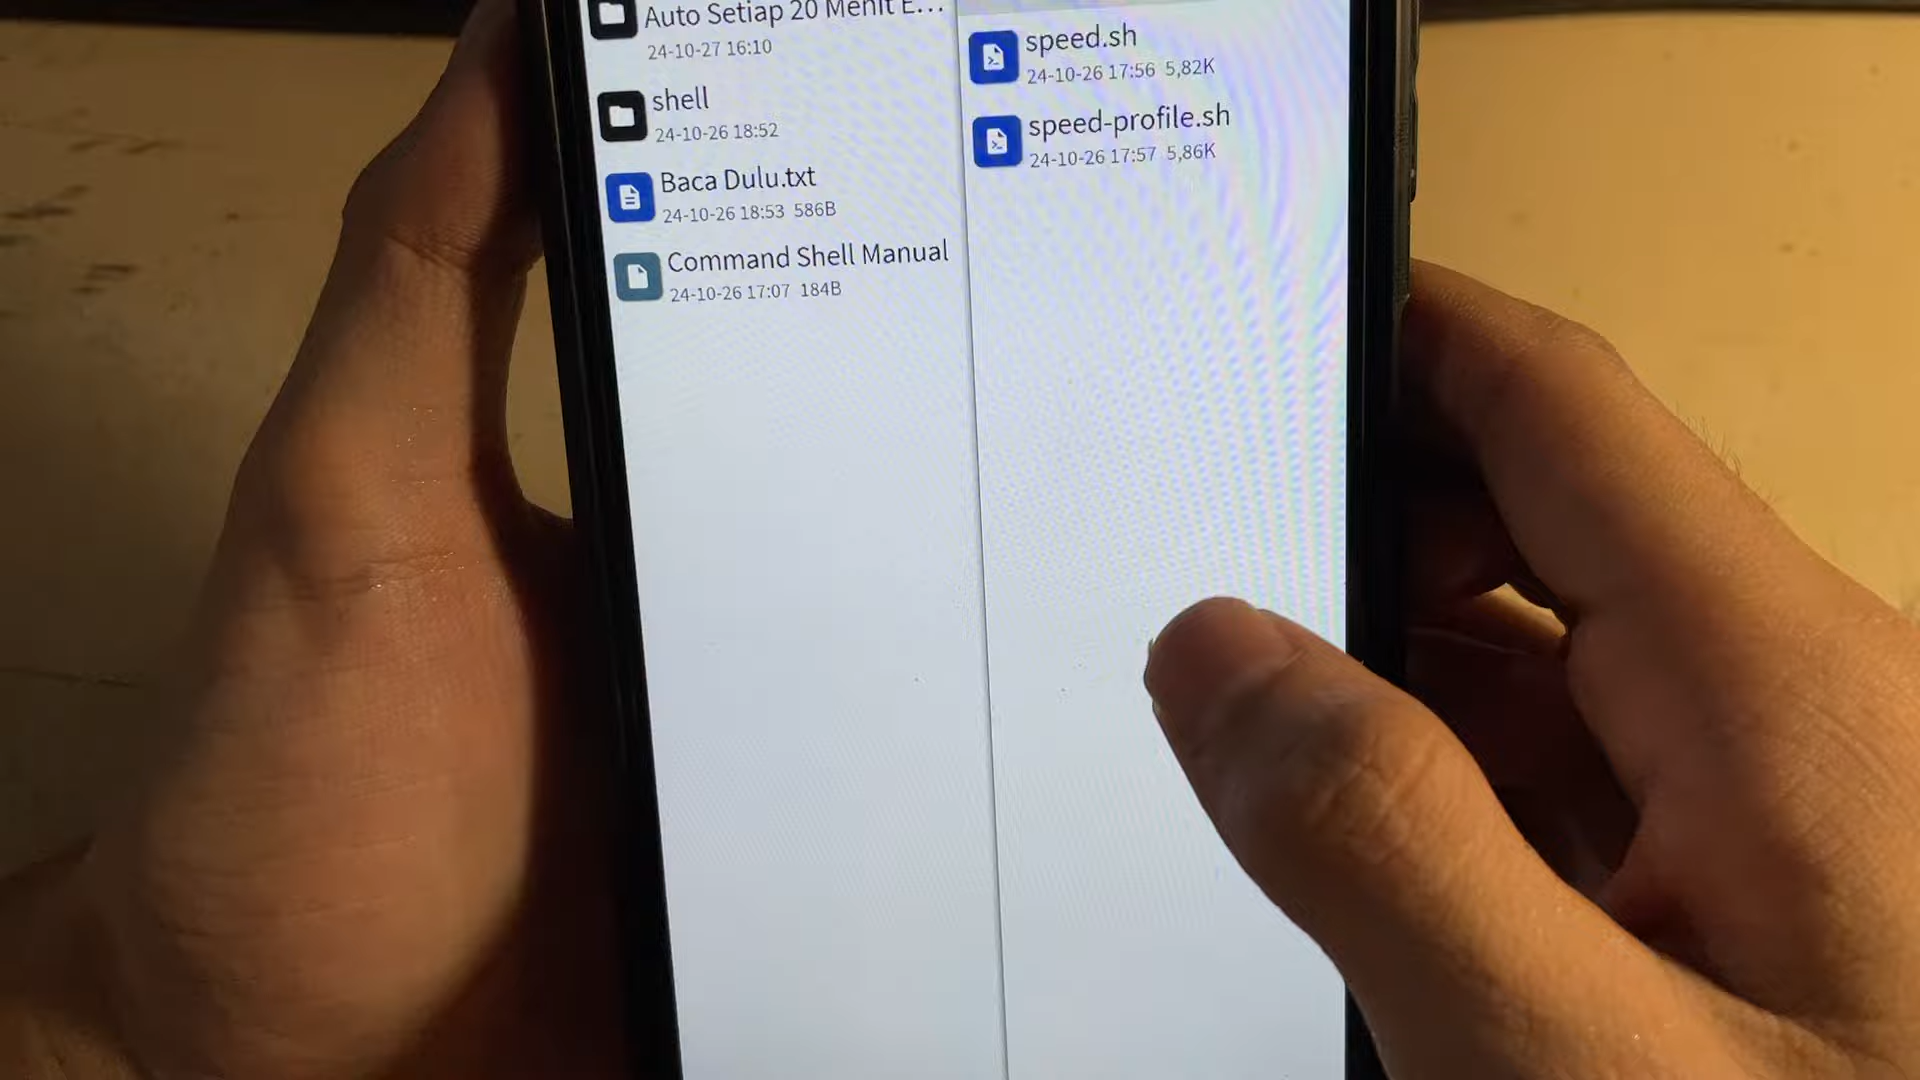 Auto Setiap 20 Menit E...
24-10-27 16:10
shell
24-10-26 18:52
Baca Dulu.txt
24-10-26 18:53 586B
Command Shell Manual
24-10-26 17:07 184B
speed.sh
24-10-26 17:56 5,82K
speed-profile.sh
24-10-26 17:57 5,86K